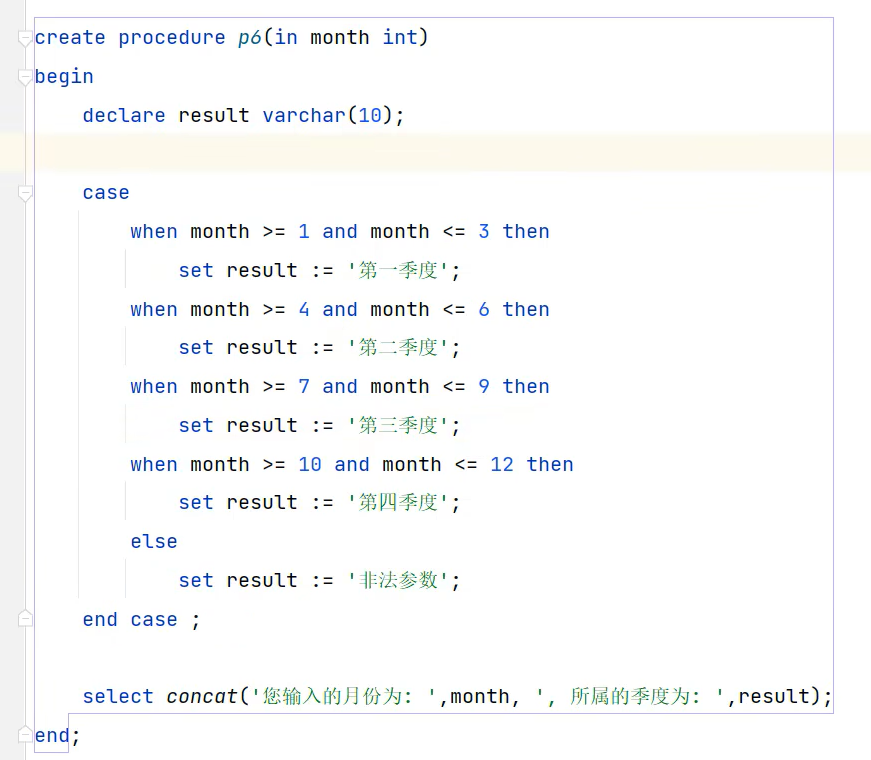 create procedure p6(in month int)
begin
    declare result varchar(10);
    case
        when month >= 1 and month <= 3 then
            set result := '第一季度';
        when month >= 4 and month <= 6 then
            set result := '第二季度';
        when month >= 7 and month <= 9 then
            set result := '第三季度';
        when month >= 10 and month <= 12 then
            set result := '第四季度';
        else
            set result := '非法参数';
    end case ;
    select concat('您输入的月份为: ',month, ', 所属的季度为: ',result);
end;